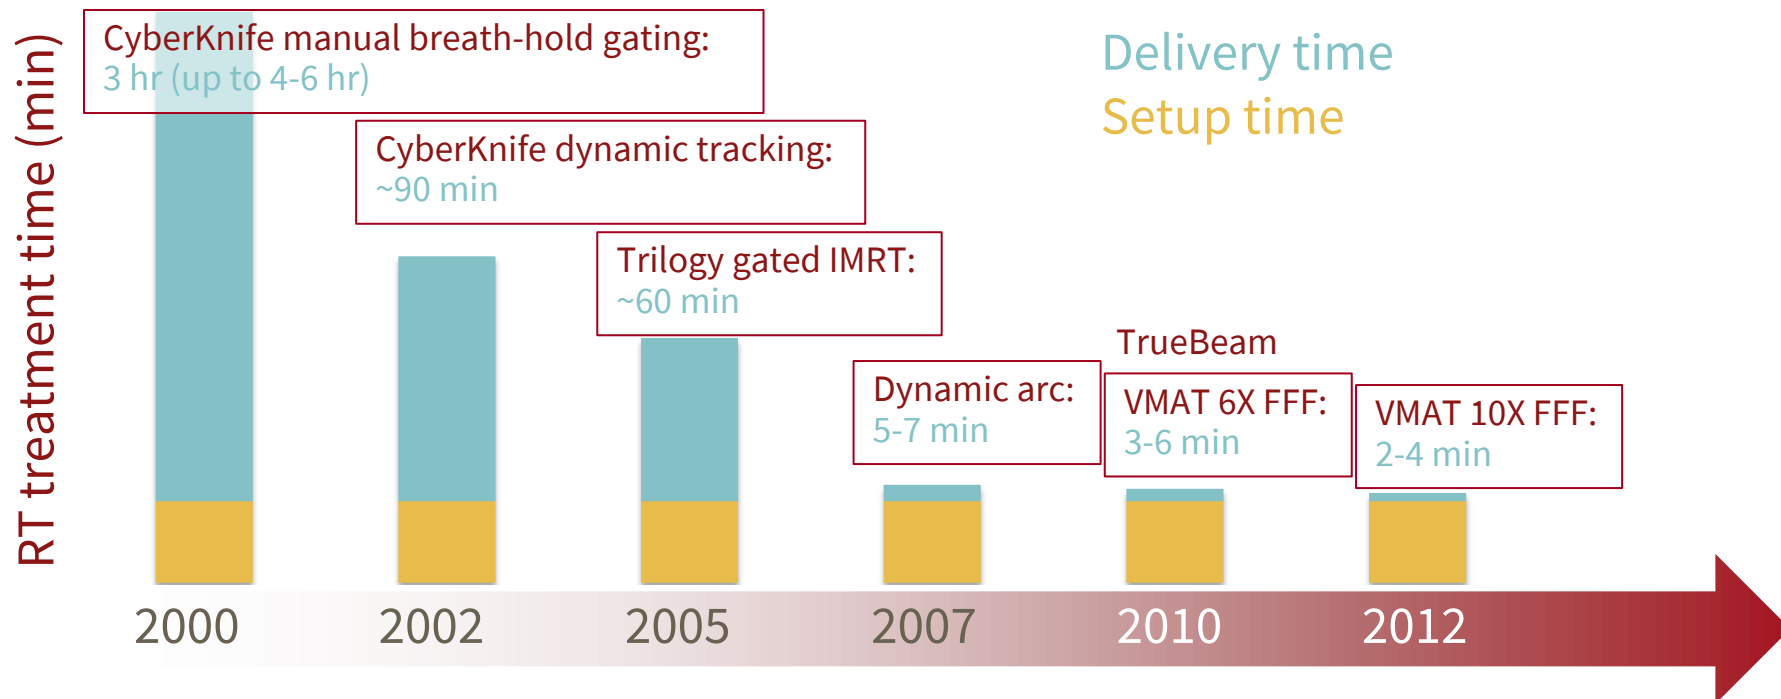 RT treatment time (min)
CyberKnife manual breath-hold gating:
3 hr (up to 4-6 hr)
Delivery time
Setup time
CyberKnife dynamic tracking:
~90 min
Trilogy gated IMRT:
~60 min
TrueBeam
Dynamic arc:
5-7 min
VMAT 6X FFF:
3-6 min
VMAT 10X FFF:
2-4 min
2000 2002 2005 2007 2010 2012